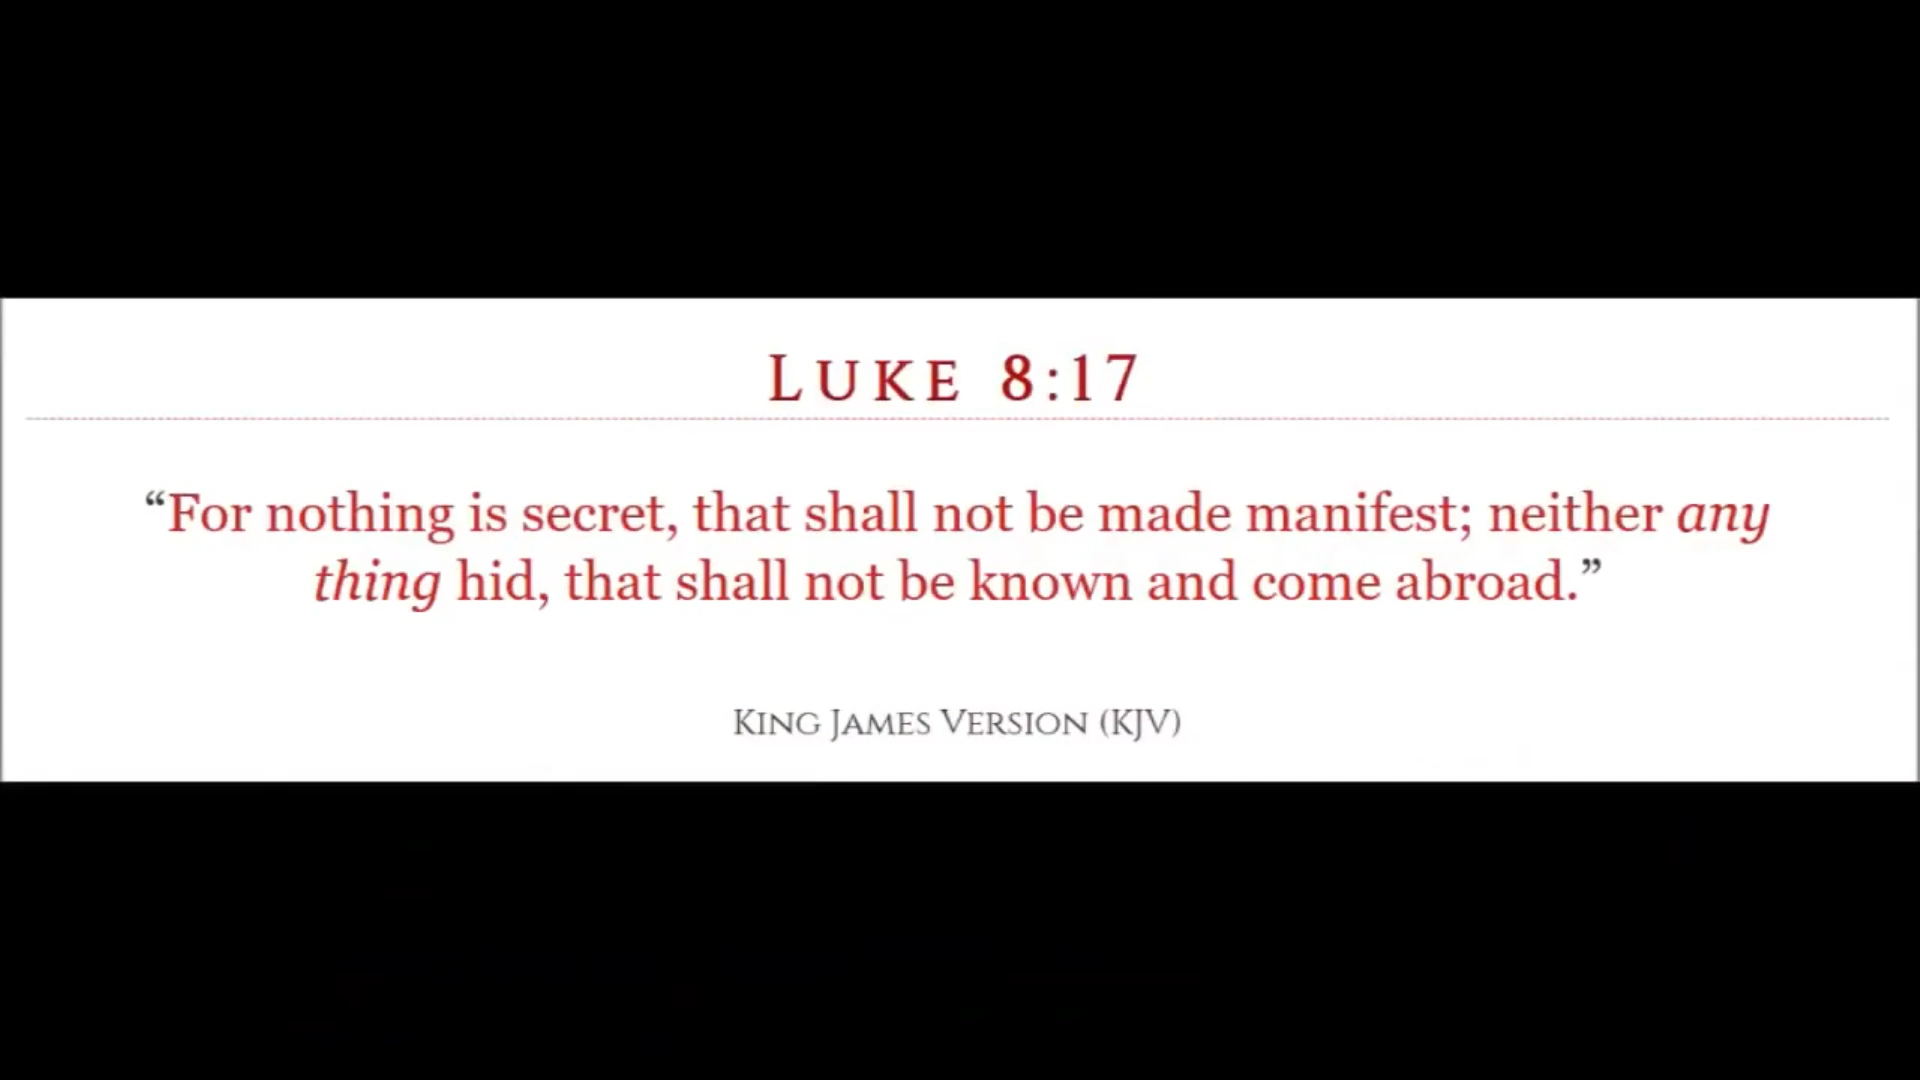 LUKE 8:17
“For nothing is secret, that shall not be made manifest; neither any
thing hid, that shall not be known and come abroad.”
KING JAMES VERSION (KJV)